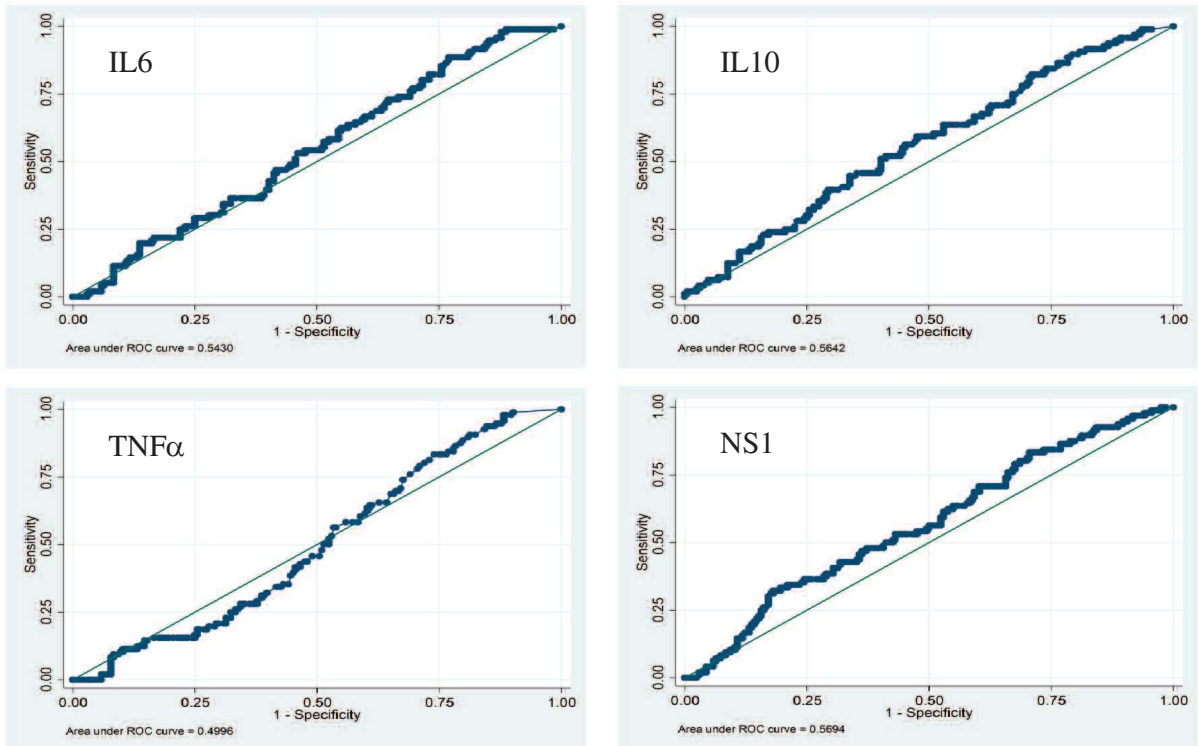 IL6
1.00
0.75
0.50
0.25
0.00
Sensitivity
0.00 0.25 0.50 0.75 1.00
1 - Specificity
Area under ROC curve = 0.5430
IL10
1.00
0.75
0.50
0.25
0.00
Sensitivity
0.00 0.25 0.50 0.75 1.00
1 - Specificity
Area under ROC curve = 0.5642
TNFα
1.00
0.75
0.50
0.25
0.00
Sensitivity
0.00 0.25 0.50 0.75 1.00
1 - Specificity
Area under ROC curve = 0.4996
NS1
1.00
0.75
0.50
0.25
0.00
Sensitivity
0.00 0.25 0.50 0.75 1.00
1 - Specificity
Area under ROC curve = 0.5694